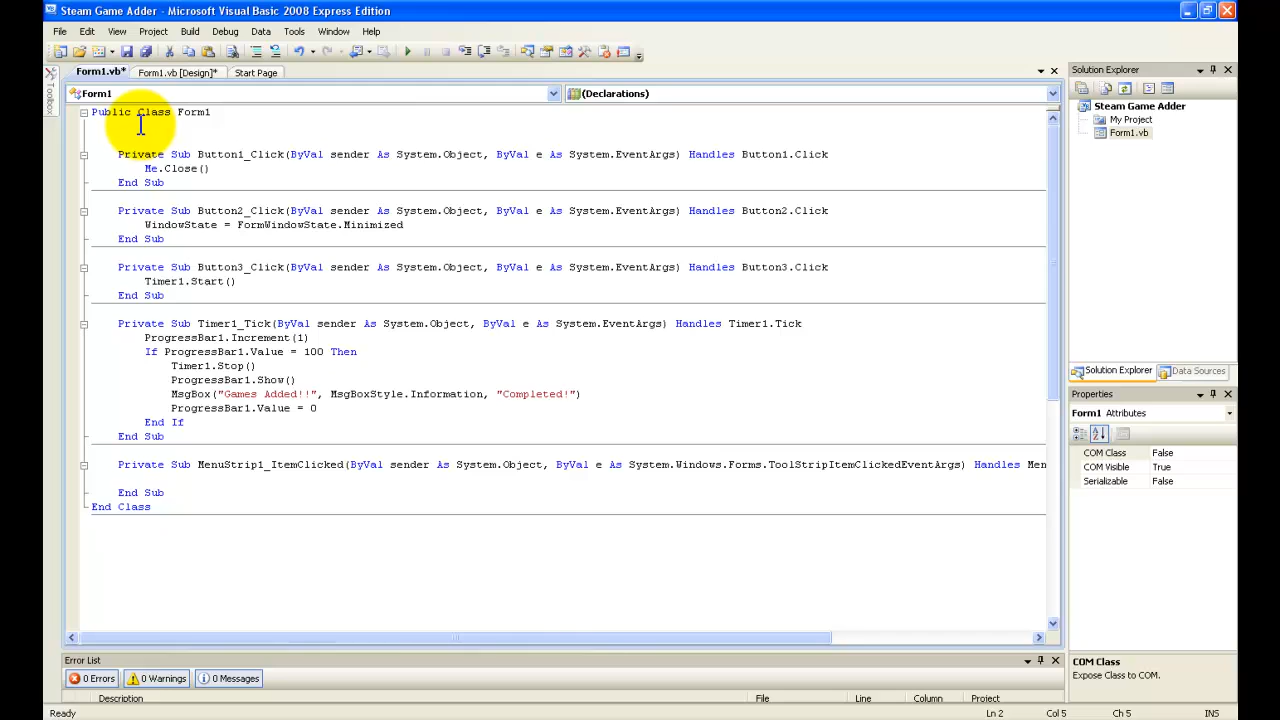 Steam Game Adder - Microsoft Visual Basic 2008 Express Edition
File Edit View Project Build Debug Data Tools Window Help
Form1.vb* Form1.vb [Design]* Start Page
Form1 (Declarations)
Toolbox
Public Class Form1
Private Sub Button1_Click(ByVal sender As System.Object, ByVal e As System.EventArgs) Handles Button1.Click
Me.Close()
End Sub
Private Sub Button2_Click(ByVal sender As System.Object, ByVal e As System.EventArgs) Handles Button2.Click
WindowState = FormWindowState.Minimized
End Sub
Private Sub Button3_Click(ByVal sender As System.Object, ByVal e As System.EventArgs) Handles Button3.Click
Timer1.Start()
End Sub
Private Sub Timer1_Tick(ByVal sender As System.Object, ByVal e As System.EventArgs) Handles Timer1.Tick
ProgressBar1.Increment(1)
If ProgressBar1.Value = 100 Then
Timer1.Stop()
ProgressBar1.Show()
MsgBox("Games Added!!", MsgBoxStyle.Information, "Completed!")
ProgressBar1.Value = 0
End If
End Sub
Private Sub MenuStrip1_ItemClicked(ByVal sender As System.Object, ByVal e As System.Windows.Forms.ToolStripItemClickedEventArgs) Handles Men
End Sub
End Class
Solution Explorer
Steam Game Adder
My Project
Form1.vb
Solution Explorer Data Sources
Properties
Form1 Attributes
COM Class False
COM Visible True
Serializable False
COM Class
Expose Class to COM.
Error List
0 Errors 0 Warnings 0 Messages
Description File Line Column Project
Ready Ln 2 Col 5 Ch 5 INS